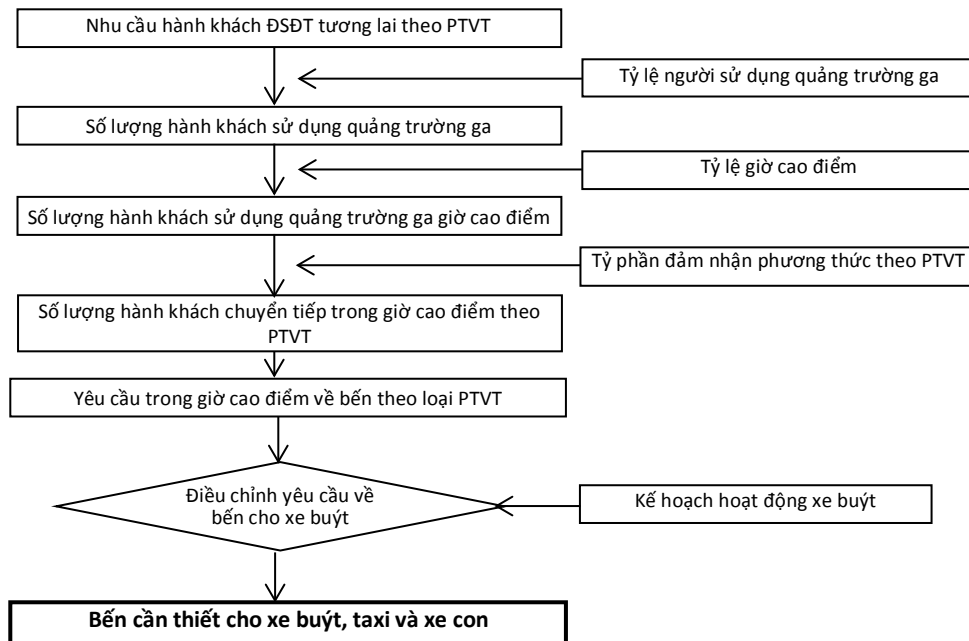 Nhu cầu hành khách ĐSĐT tương lai theo PTVT
Tỷ lệ người sử dụng quảng trường ga
Số lượng hành khách sử dụng quảng trường ga
Tỷ lệ giờ cao điểm
Số lượng hành khách sử dụng quảng trường ga giờ cao điểm
Tỷ phần đảm nhận phương thức theo PTVT
Số lượng hành khách chuyển tiếp trong giờ cao điểm theo
PTVT
Yêu cầu trong giờ cao điểm về bến theo loại PTVT
Điều chỉnh yêu cầu về
bến cho xe buýt
Kế hoạch hoạt động xe buýt
Bến cần thiết cho xe buýt, taxi và xe con